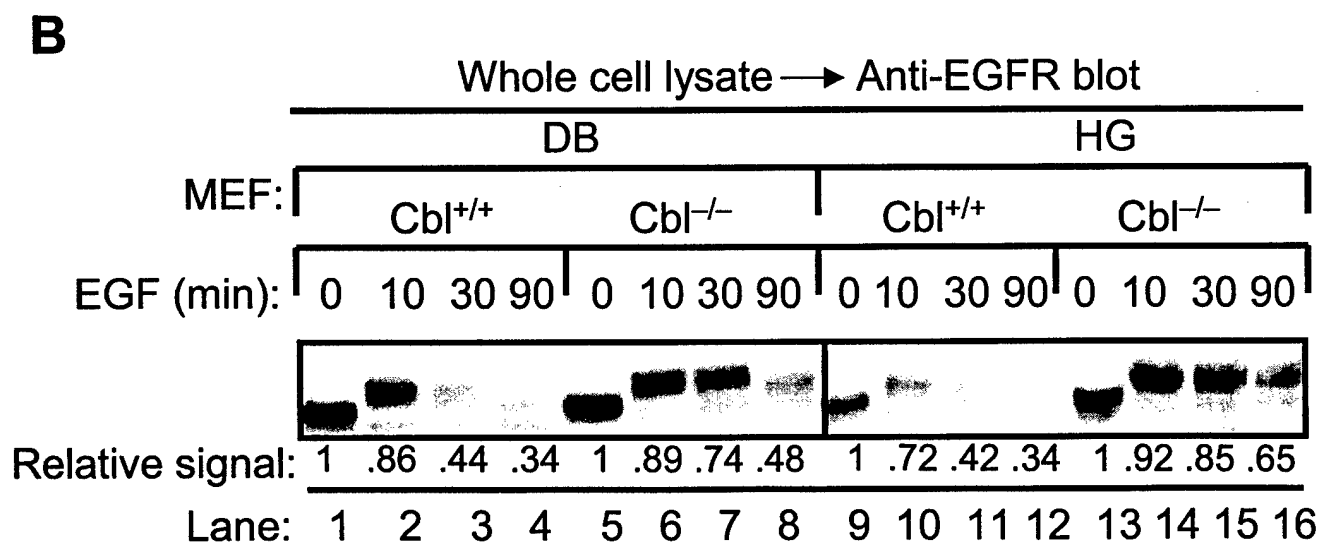 B
Whole cell lysate → Anti-EGFR blot
DB HG
MEF:
Cbl+/+ Cbl–/– Cbl+/+ Cbl–/–
EGF (min): 0 10 30 90 0 10 30 90 0 10 30 90 0 10 30 90
Relative signal: 1 .86 .44 .34 1 .89 .74 .48 1 .72 .42 .34 1 .92 .85 .65
Lane: 1 2 3 4 5 6 7 8 9 10 11 12 13 14 15 16